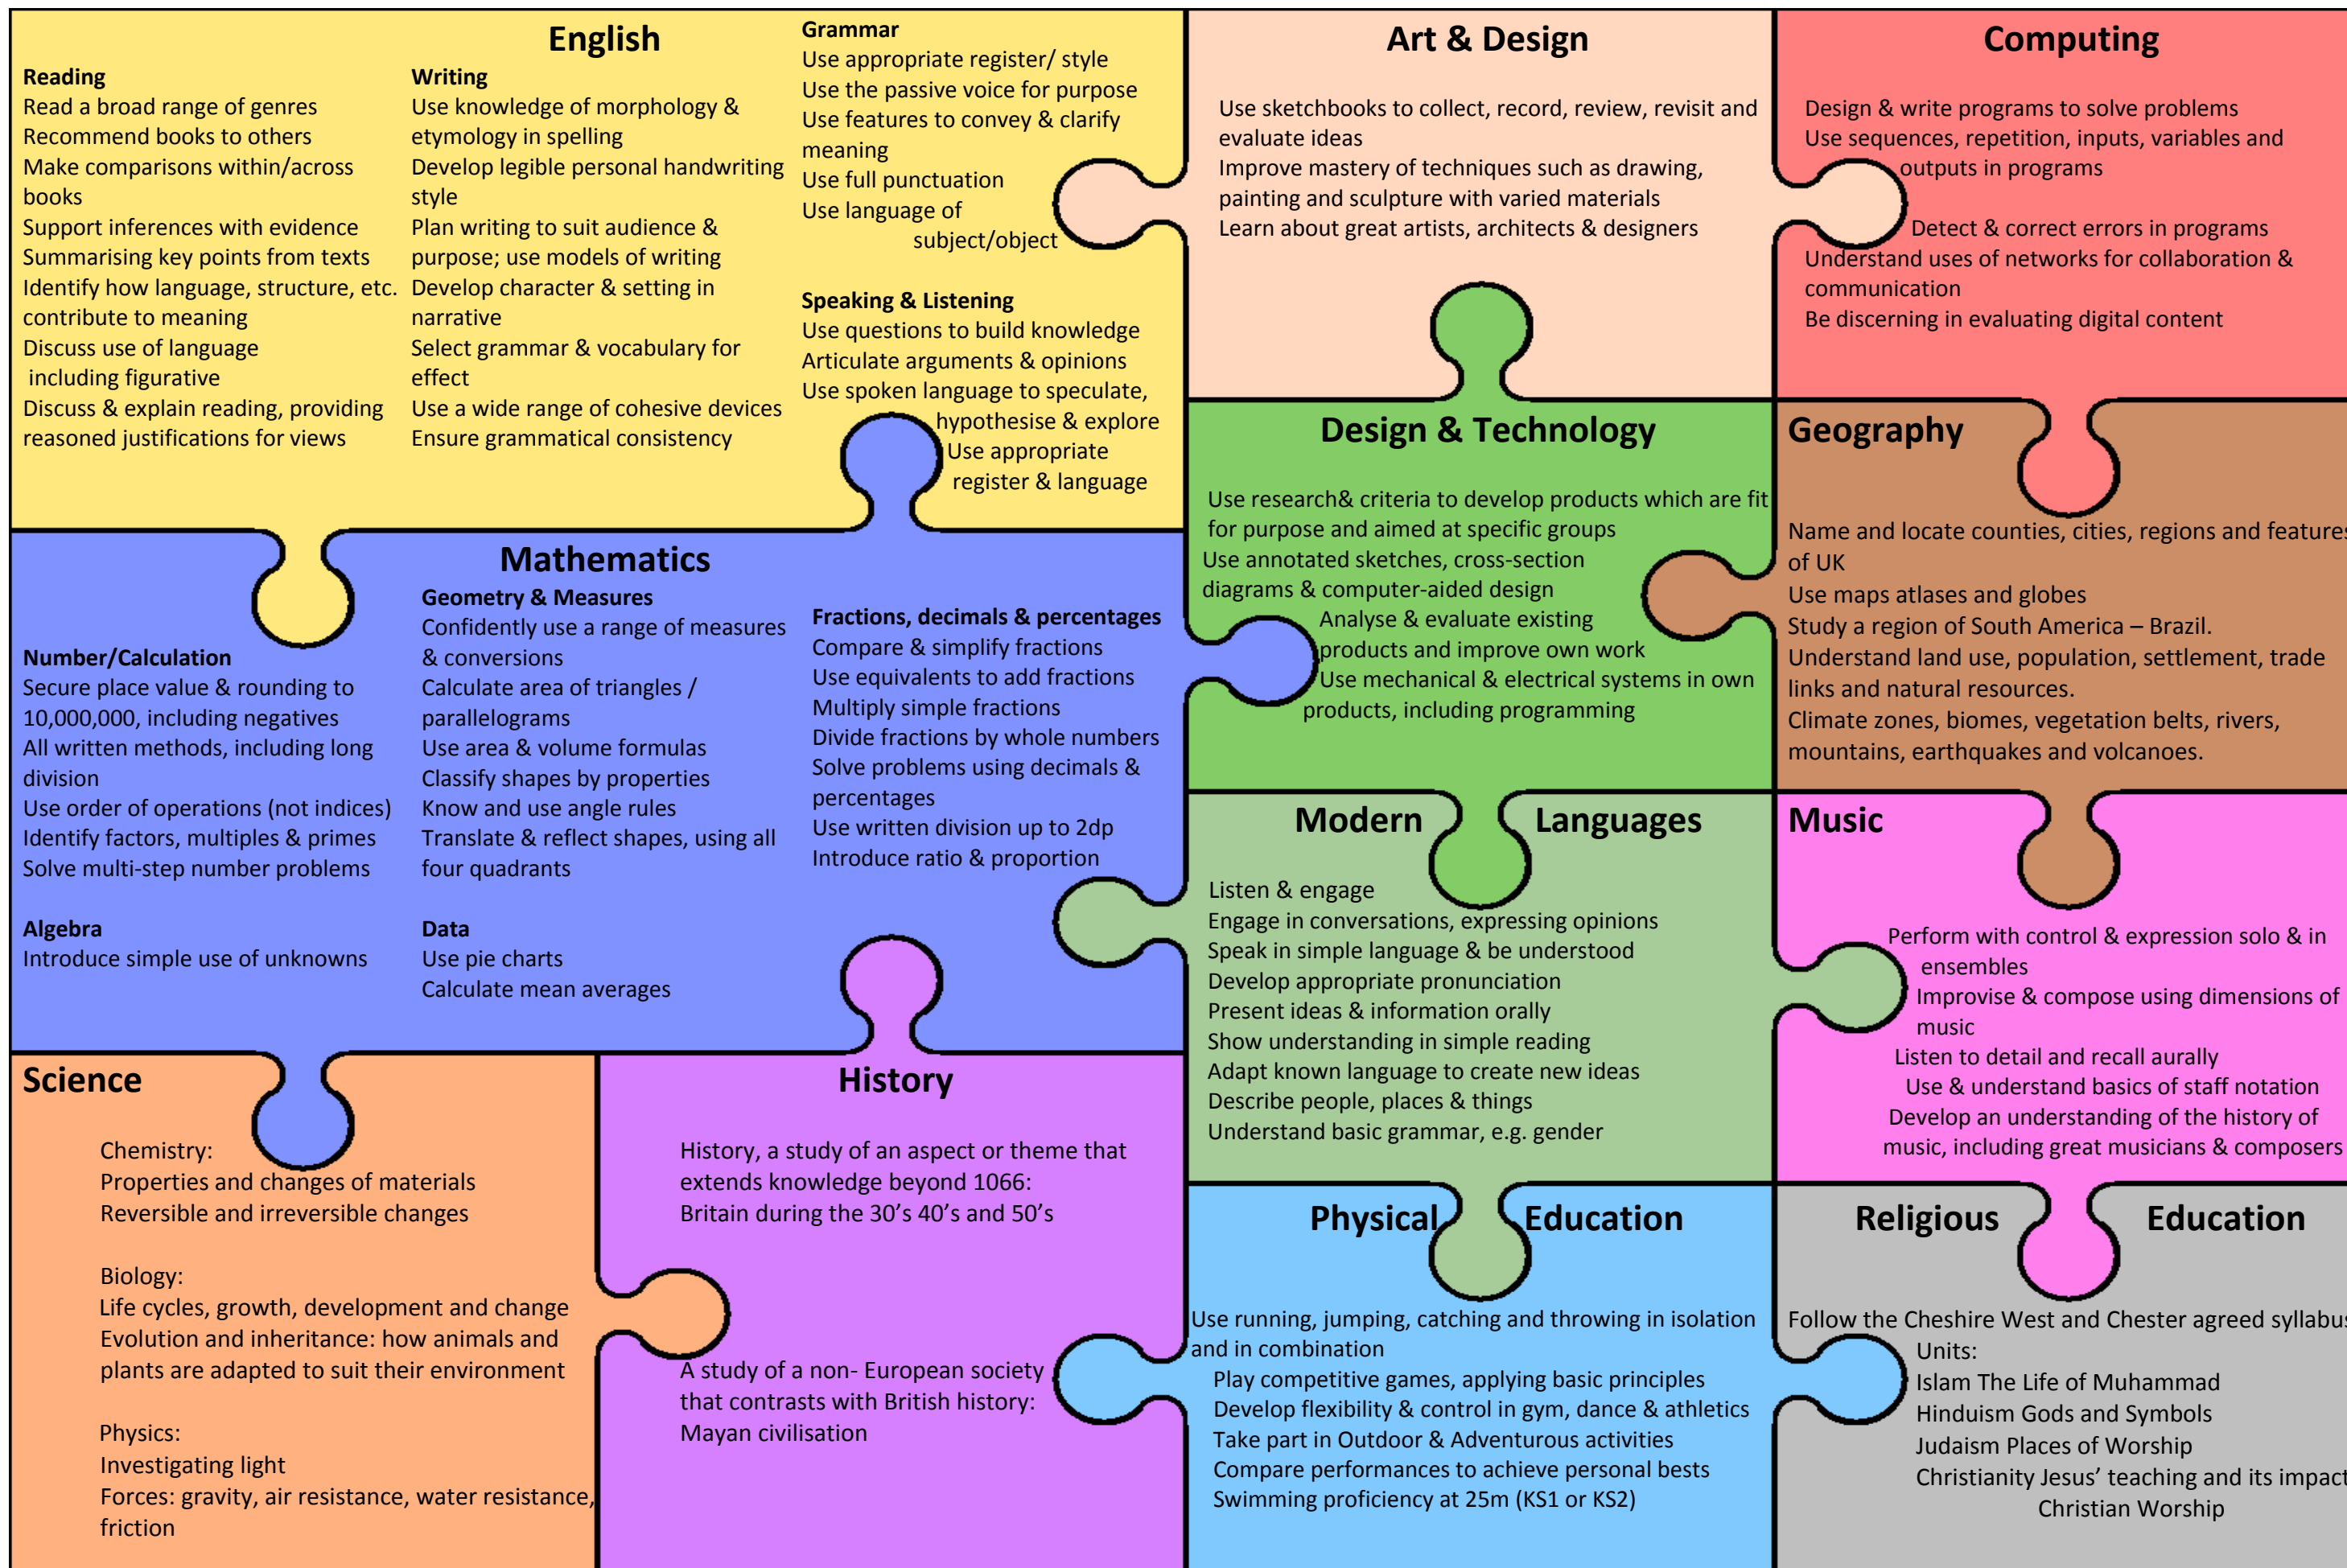 English
Reading
Read a broad range of genres
Recommend books to others
Make comparisons within/across
books
Support inferences with evidence
Summarising key points from texts
Identify how language, structure, etc.
contribute to meaning
Discuss use of language
including figurative
Discuss & explain reading, providing
reasoned justifications for views
Writing
Use knowledge of morphology &
etymology in spelling
Develop legible personal handwriting
style
Plan writing to suit audience &
purpose; use models of writing
Develop character & setting in
narrative
Select grammar & vocabulary for
effect
Use a wide range of cohesive devices
Ensure grammatical consistency
Grammar
Use appropriate register/ style
Use the passive voice for purpose
Use features to convey & clarify
meaning
Use full punctuation
Use language of
subject/object
Speaking & Listening
Use questions to build knowledge
Articulate arguments & opinions
Use spoken language to speculate,
hypothesise & explore
Use appropriate
register & language
Art & Design
Use sketchbooks to collect, record, review, revisit and
evaluate ideas
Improve mastery of techniques such as drawing,
painting and sculpture with varied materials
Learn about great artists, architects & designers
Computing
Design & write programs to solve problems
Use sequences, repetition, inputs, variables and
outputs in programs
Detect & correct errors in programs
Understand uses of networks for collaboration &
communication
Be discerning in evaluating digital content
Mathematics
Number/Calculation
Secure place value & rounding to
10,000,000, including negatives
All written methods, including long
division
Use order of operations (not indices)
Identify factors, multiples & primes
Solve multi-step number problems
Algebra
Introduce simple use of unknowns
Geometry & Measures
Confidently use a range of measures
& conversions
Calculate area of triangles /
parallelograms
Use area & volume formulas
Classify shapes by properties
Know and use angle rules
Translate & reflect shapes, using all
four quadrants
Data
Use pie charts
Calculate mean averages
Fractions, decimals & percentages
Compare & simplify fractions
Use equivalents to add fractions
Multiply simple fractions
Divide fractions by whole numbers
Solve problems using decimals &
percentages
Use written division up to 2dp
Introduce ratio & proportion
Design & Technology
Use research& criteria to develop products which are fit
for purpose and aimed at specific groups
Use annotated sketches, cross-section
diagrams & computer-aided design
Analyse & evaluate existing
products and improve own work
Use mechanical & electrical systems in own
products, including programming
Geography
Name and locate counties, cities, regions and features
of UK
Use maps atlases and globes
Study a region of South America – Brazil.
Understand land use, population, settlement, trade
links and natural resources.
Climate zones, biomes, vegetation belts, rivers,
mountains, earthquakes and volcanoes.
Modern Languages
Listen & engage
Engage in conversations, expressing opinions
Speak in simple language & be understood
Develop appropriate pronunciation
Present ideas & information orally
Show understanding in simple reading
Adapt known language to create new ideas
Describe people, places & things
Understand basic grammar, e.g. gender
Music
Perform with control & expression solo & in
ensembles
Improvise & compose using dimensions of
music
Listen to detail and recall aurally
Use & understand basics of staff notation
Develop an understanding of the history of
music, including great musicians & composers
Science
Chemistry:
Properties and changes of materials
Reversible and irreversible changes
Biology:
Life cycles, growth, development and change
Evolution and inheritance: how animals and
plants are adapted to suit their environment
Physics:
Investigating light
Forces: gravity, air resistance, water resistance,
friction
History
History, a study of an aspect or theme that
extends knowledge beyond 1066:
Britain during the 30’s 40’s and 50’s
A study of a non- European society
that contrasts with British history:
Mayan civilisation
Physical Education
Use running, jumping, catching and throwing in isolation
and in combination
Play competitive games, applying basic principles
Develop flexibility & control in gym, dance & athletics
Take part in Outdoor & Adventurous activities
Compare performances to achieve personal bests
Swimming proficiency at 25m (KS1 or KS2)
Religious Education
Follow the Cheshire West and Chester agreed syllabus
Units:
Islam The Life of Muhammad
Hinduism Gods and Symbols
Judaism Places of Worship
Christianity Jesus’ teaching and its impact
Christian Worship